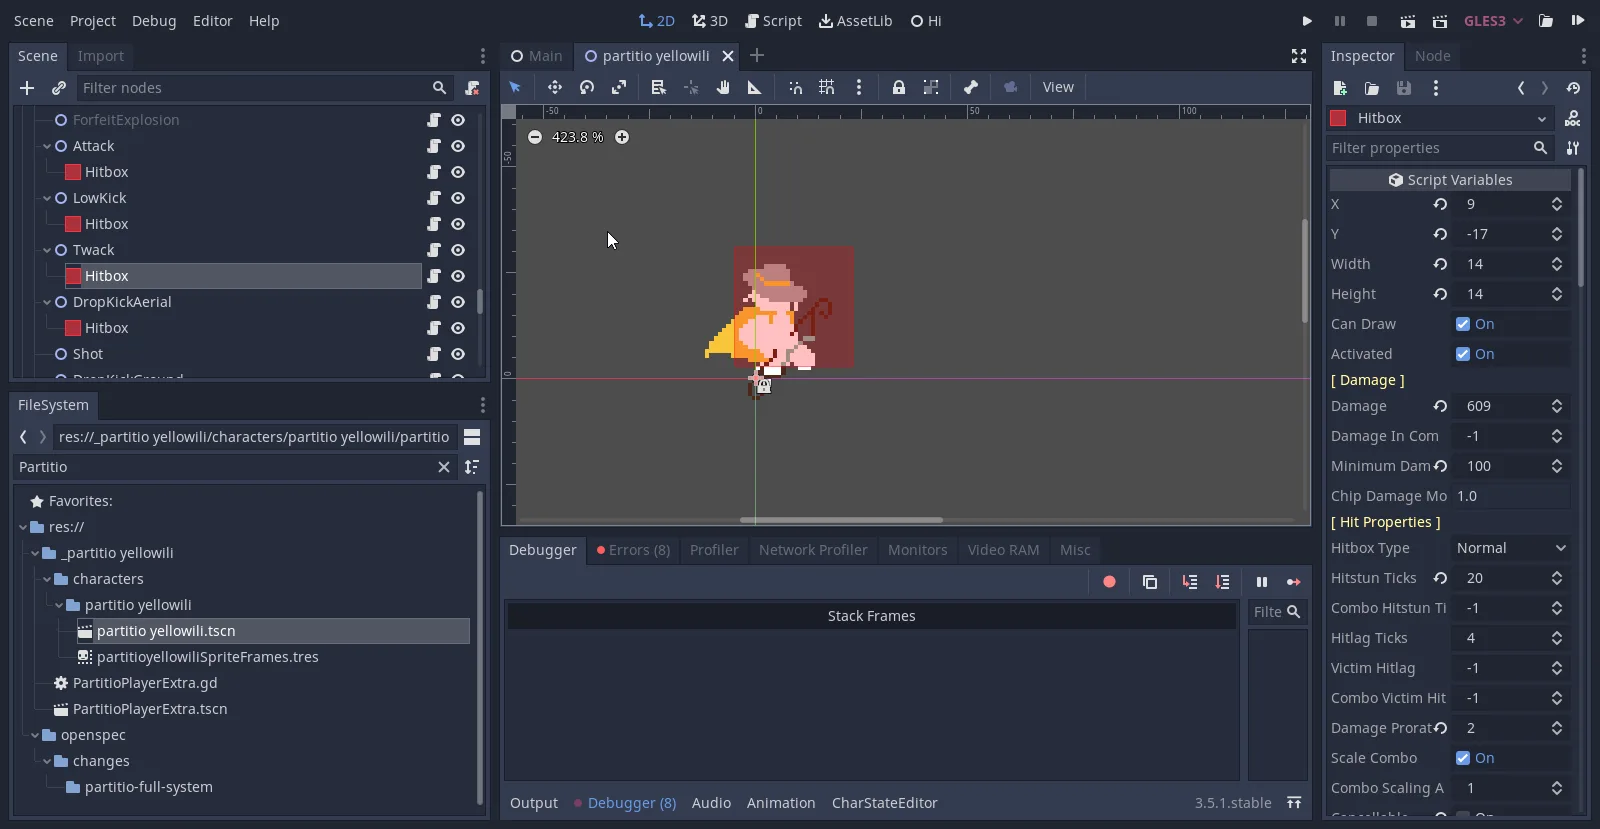 Scene Project Debug Editor Help 2D 3D Script AssetLib Hi GLES3
Scene Import
Filter nodes
ForfeitExplosion
Attack
Hitbox
LowKick
Hitbox
Twack
Hitbox
DropKickAerial
Hitbox
Shot
DropKickGround
FileSystem
res://_partitio yellowili/characters/partitio yellowili/partitio
Partitio
Favorites:
res://
_partitio yellowili
characters
partitio yellowili
partitio yellowili.tscn
partitioyellowiliSpriteFrames.tres
PartitioPlayerExtra.gd
PartitioPlayerExtra.tscn
openspec
changes
partitio-full-system
Main partitio yellowili
View
-50 0 50 100
-50
0
423.8 %
Debugger Errors (8) Profiler Network Profiler Monitors Video RAM Misc
Stack Frames
Filte
Output Debugger (8) Audio Animation CharStateEditor 3.5.1.stable
Inspector Node
Hitbox
DOC
Filter properties
Script Variables
X 9
Y -17
Width 14
Height 14
Can Draw On
Activated On
[ Damage ]
Damage 609
Damage In Com -1
Minimum Dam 100
Chip Damage Mo 1.0
[ Hit Properties ]
Hitbox Type Normal
Hitstun Ticks 20
Combo Hitstun Ti -1
Hitlag Ticks 4
Victim Hitlag -1
Combo Victim Hit -1
Damage Prorat 2
Scale Combo On
Combo Scaling A 1
Cancellable On